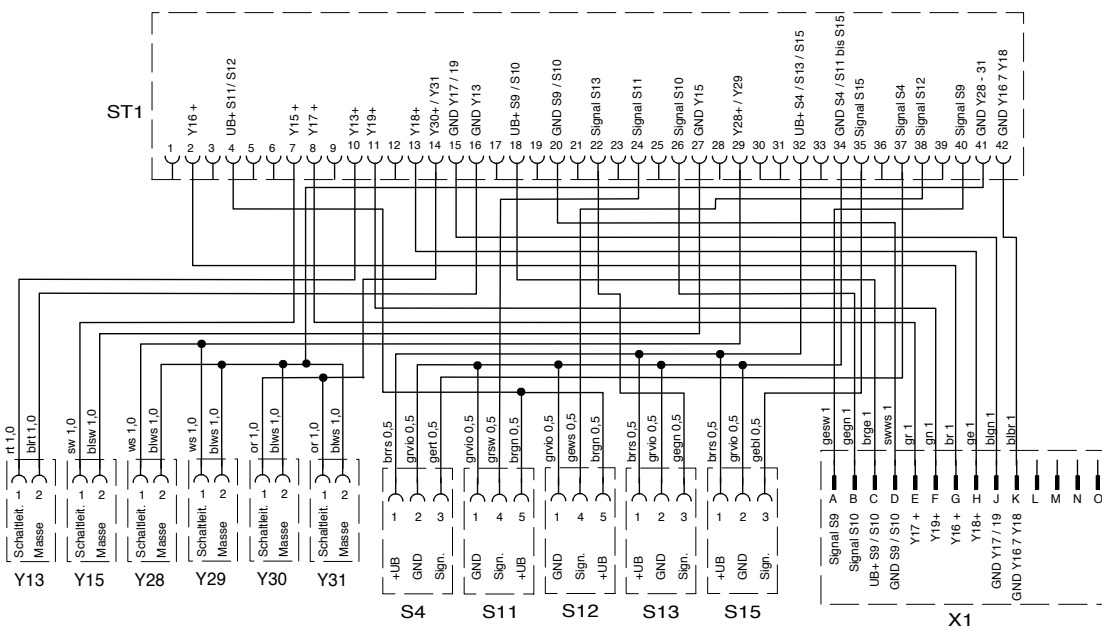 ST1
Y16 +
UB+ S11/ S12
Y15 +
Y17 +
Y13+
Y19+
Y18+
Y30+ / Y31
GND Y17 / 19
GND Y13
UB+ S9 / S10
GND S9 / S10
Signal S13
Signal S11
Signal S10
GND Y15
Y28+ / Y29
UB+ S4 / S13 / S15
GND S4 / S11 bis S15
Signal S15
Signal S4
Signal S12
Signal S9
GND Y28 - 31
GND Y16 7 Y18
1 2 3 4 5 6 7 8 9 10 11 12 13 14 15 16 17 18 19 20 21 22 23 24 25 26 27 28 29 30 31 32 33 34 35 36 37 38 39 40 41 42
rt 1,0
blrt 1,0
sw 1,0
blsw 1,0
ws 1,0
blws 1,0
ws 1,0
blws 1,0
or 1,0
blws 1,0
or 1,0
blws 1,0
brrs 0,5
grvio 0,5
gert 0,5
grvio 0,5
grsw 0,5
brgn 0,5
grvio 0,5
gews 0,5
brgn 0,5
brrs 0,5
grvio 0,5
gegn 0,5
brrs 0,5
grvio 0,5
gebl 0,5
gesw 1
gegn 1
brge 1
swws 1
gr 1
gn 1
br 1
ge 1
blgn 1
blbr 1
1 2 1 2 1 2 1 2 1 2 1 2
1 2 3 1 4 5 1 4 5 1 2 3 1 2 3
A B C D E F G H J K L M N O
Schaltleit.
Masse
Schaltleit.
Masse
Schaltleit.
Masse
Schaltleit.
Masse
Schaltleit.
Masse
Schaltleit.
Masse
+UB
GND
Sign.
GND
Sign.
+UB
GND
Sign.
+UB
+UB
GND
Sign.
+UB
GND
Sign.
Signal S9
Signal S10
UB+ S9 / S10
GND S9 / S10
Y17 +
Y19+
Y16 +
Y18+
GND Y17 / 19
GND Y16 7 Y18
Y13 Y15 Y28 Y29 Y30 Y31
S4 S11 S12 S13 S15
X1